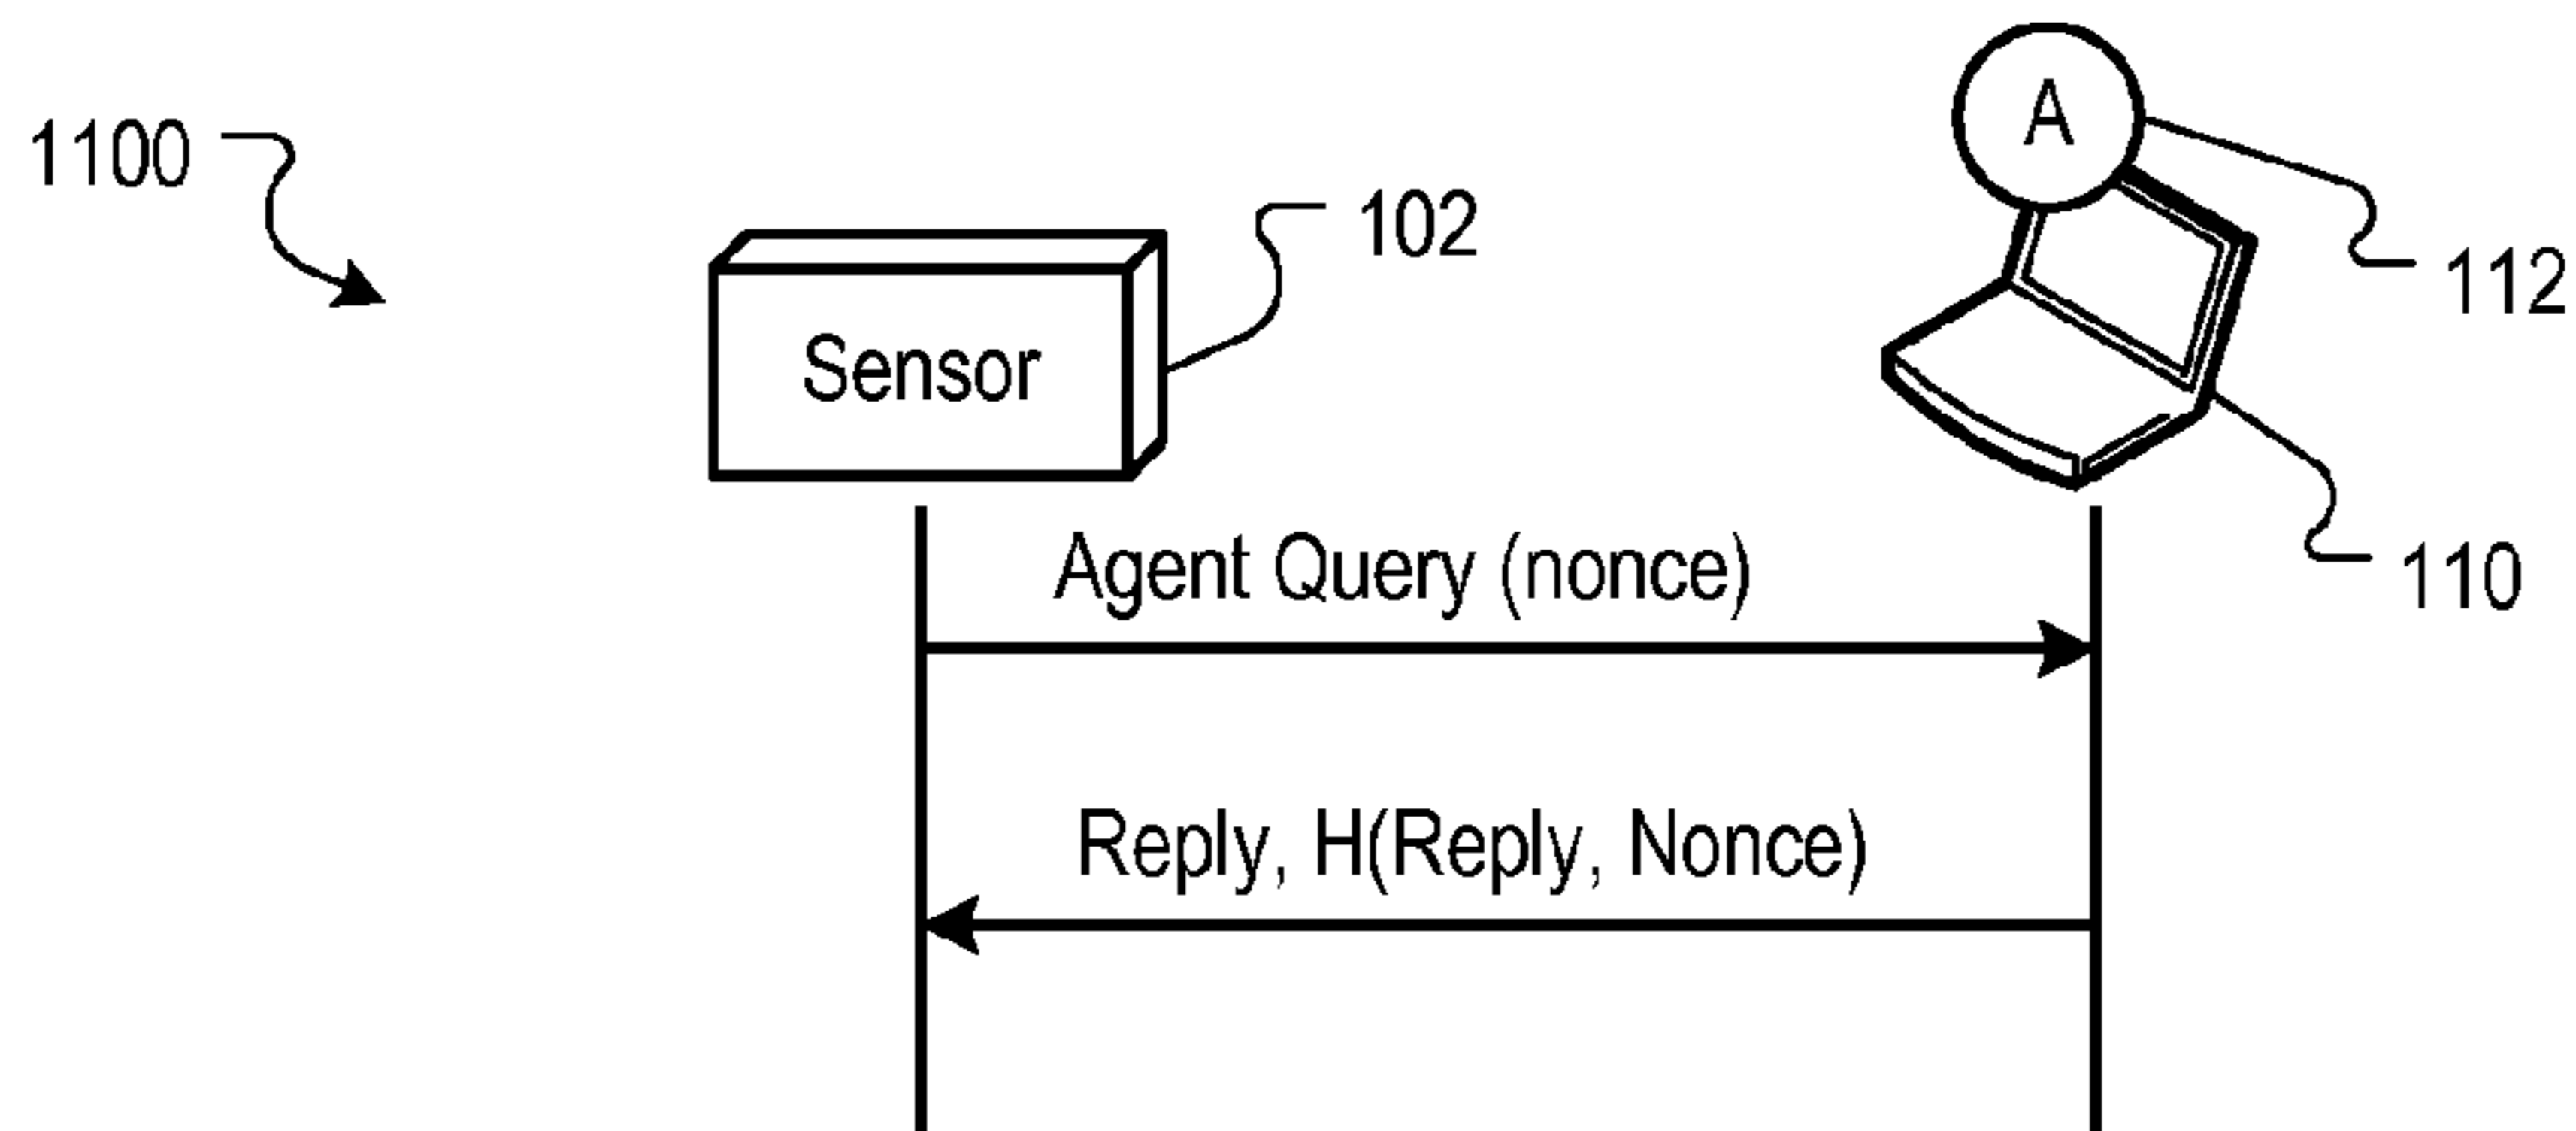 A
1100
102
112
Sensor
110
Agent Query (nonce)
Reply, H(Reply, Nonce)